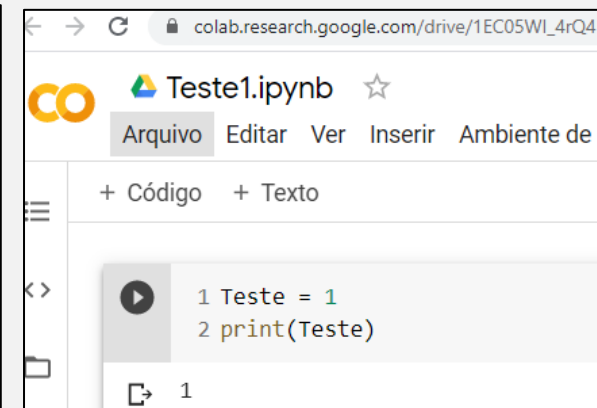 colab.research.google.com/drive/1EC05WI_4rQ4
CO
Teste1.ipynb
Arquivo Editar Ver Inserir Ambiente de
+ Código + Texto
1 Teste = 1
2 print(Teste)
1